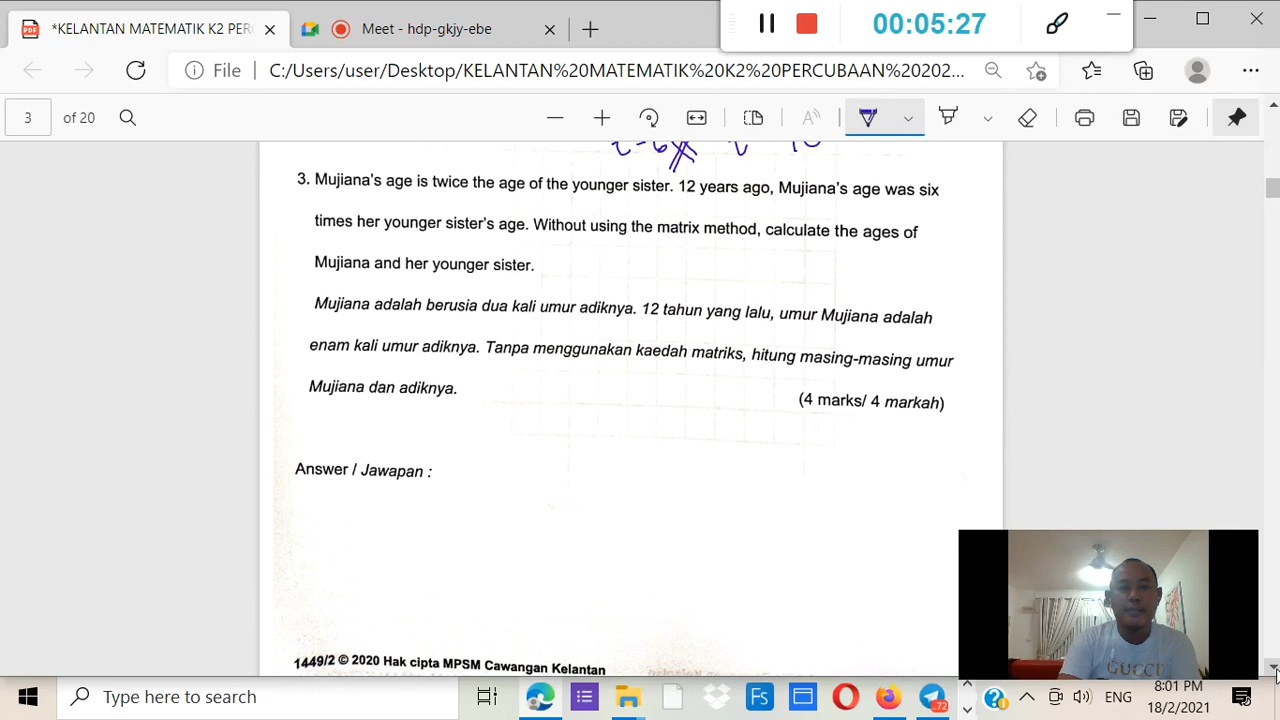 00:05:27
*KELANTAN MATEMATIK K2 PER
Meet - hdp-gkjy-ebe
File
C:/Users/user/Desktop/KELANTAN%20MATEMATIK%20K2%20PERCUBAAN%20202...
3 of 20
3. Mujiana's age is twice the age of the younger sister. 12 years ago, Mujiana's age was six
times her younger sister's age. Without using the matrix method, calculate the ages of
Mujiana and her younger sister.
Mujiana adalah berusia dua kali umur adiknya. 12 tahun yang lalu, umur Mujiana adalah
enam kali umur adiknya. Tanpa menggunakan kaedah matriks, hitung masing-masing umur
Mujiana dan adiknya.
(4 marks/ 4 markah)
Answer / Jawapan :
GUCCI
1449/2 © 2020 Hak cipta MPSM Cawangan Kelantan
Type here to search
Fs
72
ENG
8:01 PM
18/2/2021